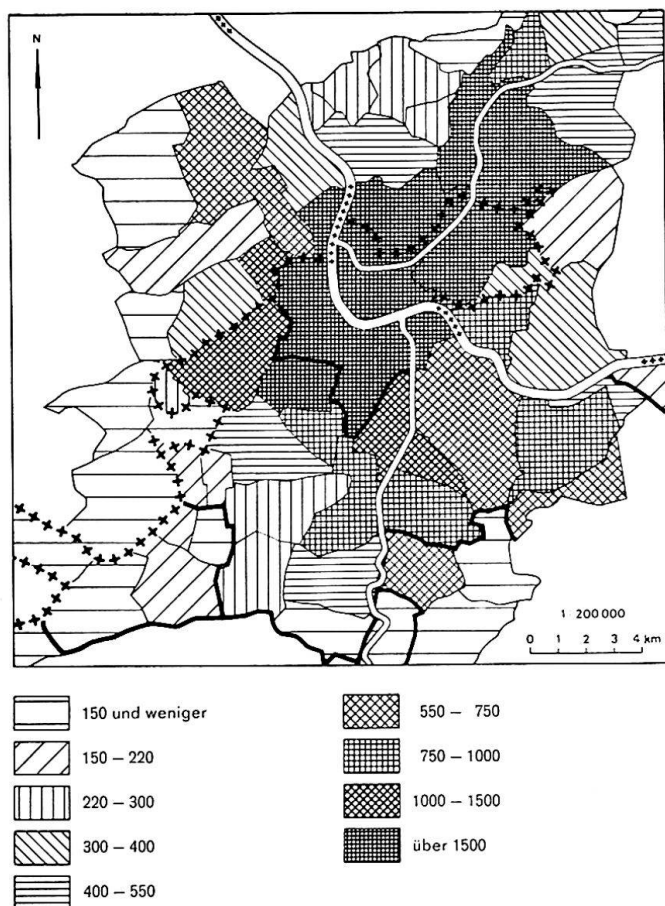 N
1 : 200 000
0 1 2 3 4 km
150 und weniger
150 – 220
220 – 300
300 – 400
400 – 550
550 – 750
750 – 1000
1000 – 1500
über 1500